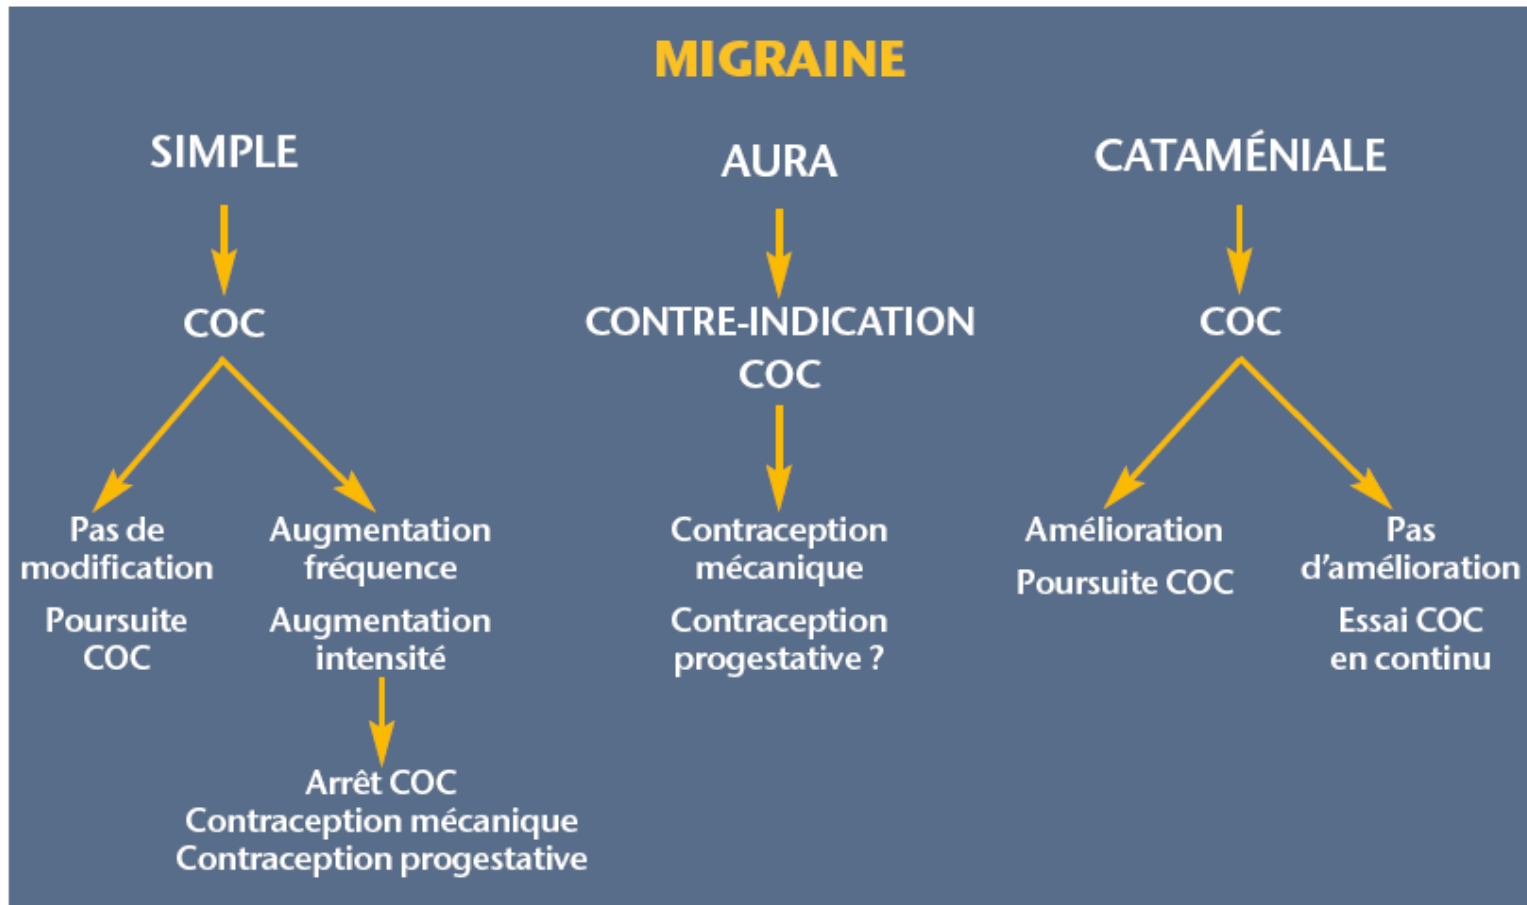 MIGRAINE
SIMPLE
AURA
CATAMÉNIALE
COC
CONTRE-INDICATION
COC
COC
Pas de
modification
Poursuite
COC
Augmentation
fréquence
Augmentation
intensité
Arrêt COC
Contraception mécanique
Contraception progestative
Contraception
mécanique
Contraception
progestative ?
Amélioration
Poursuite COC
Pas
d’amélioration
Essai COC
en continu